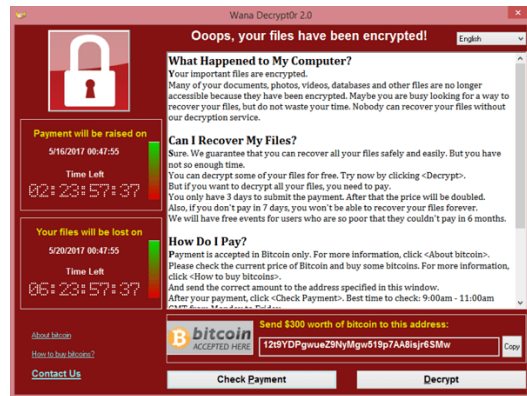 Wana Decrypt0r 2.0
Ooops, your files have been encrypted!
English
Payment will be raised on
5/16/2017 00:47:55
Time Left
02:23:57:37
Your files will be lost on
5/20/2017 00:47:55
Time Left
06:23:57:37
About bitcoin
How to buy bitcoins?
Contact Us
What Happened to My Computer?
Your important files are encrypted.
Many of your documents, photos, videos, databases and other files are no longer
accessible because they have been encrypted. Maybe you are busy looking for a way to
recover your files, but do not waste your time. Nobody can recover your files without
our decryption service.
Can I Recover My Files?
Sure. We guarantee that you can recover all your files safely and easily. But you have
not so enough time.
You can decrypt some of your files for free. Try now by clicking <Decrypt>.
But if you want to decrypt all your files, you need to pay.
You only have 3 days to submit the payment. After that the price will be doubled.
Also, if you don't pay in 7 days, you won't be able to recover your files forever.
We will have free events for users who are so poor that they couldn't pay in 6 months.
How Do I Pay?
Payment is accepted in Bitcoin only. For more information, click <About bitcoin>.
Please check the current price of Bitcoin and buy some bitcoins. For more information,
click <How to buy bitcoins>.
And send the correct amount to the address specified in this window.
After your payment, click <Check Payment>. Best time to check: 9:00am - 11:00am
GMT from Monday to Friday
bitcoin
ACCEPTED HERE
Send $300 worth of bitcoin to this address:
12t9YDPgwueZ9NyMgw519p7AA8isjr6SMw
Copy
Check Payment
Decrypt